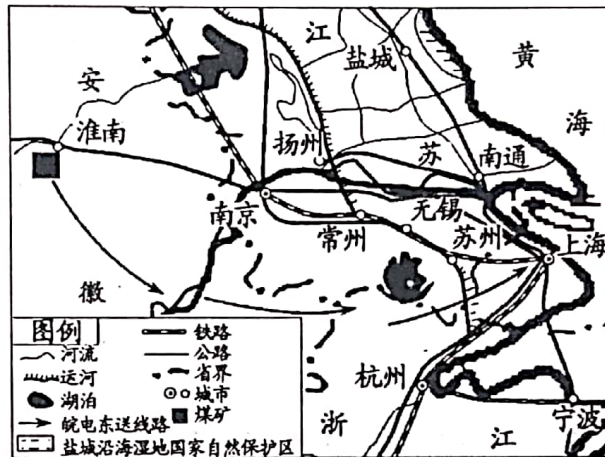 江
黄
盐城
安
海
淮南
扬州
苏
南通
南京
无锡
常州
苏州
上海
徽
图例
铁路
河流
公路
运河
省界
湖泊
城市
皖电东送线路
煤矿
盐城沿海湿地国家自然保护区
杭州
浙
江
宁波